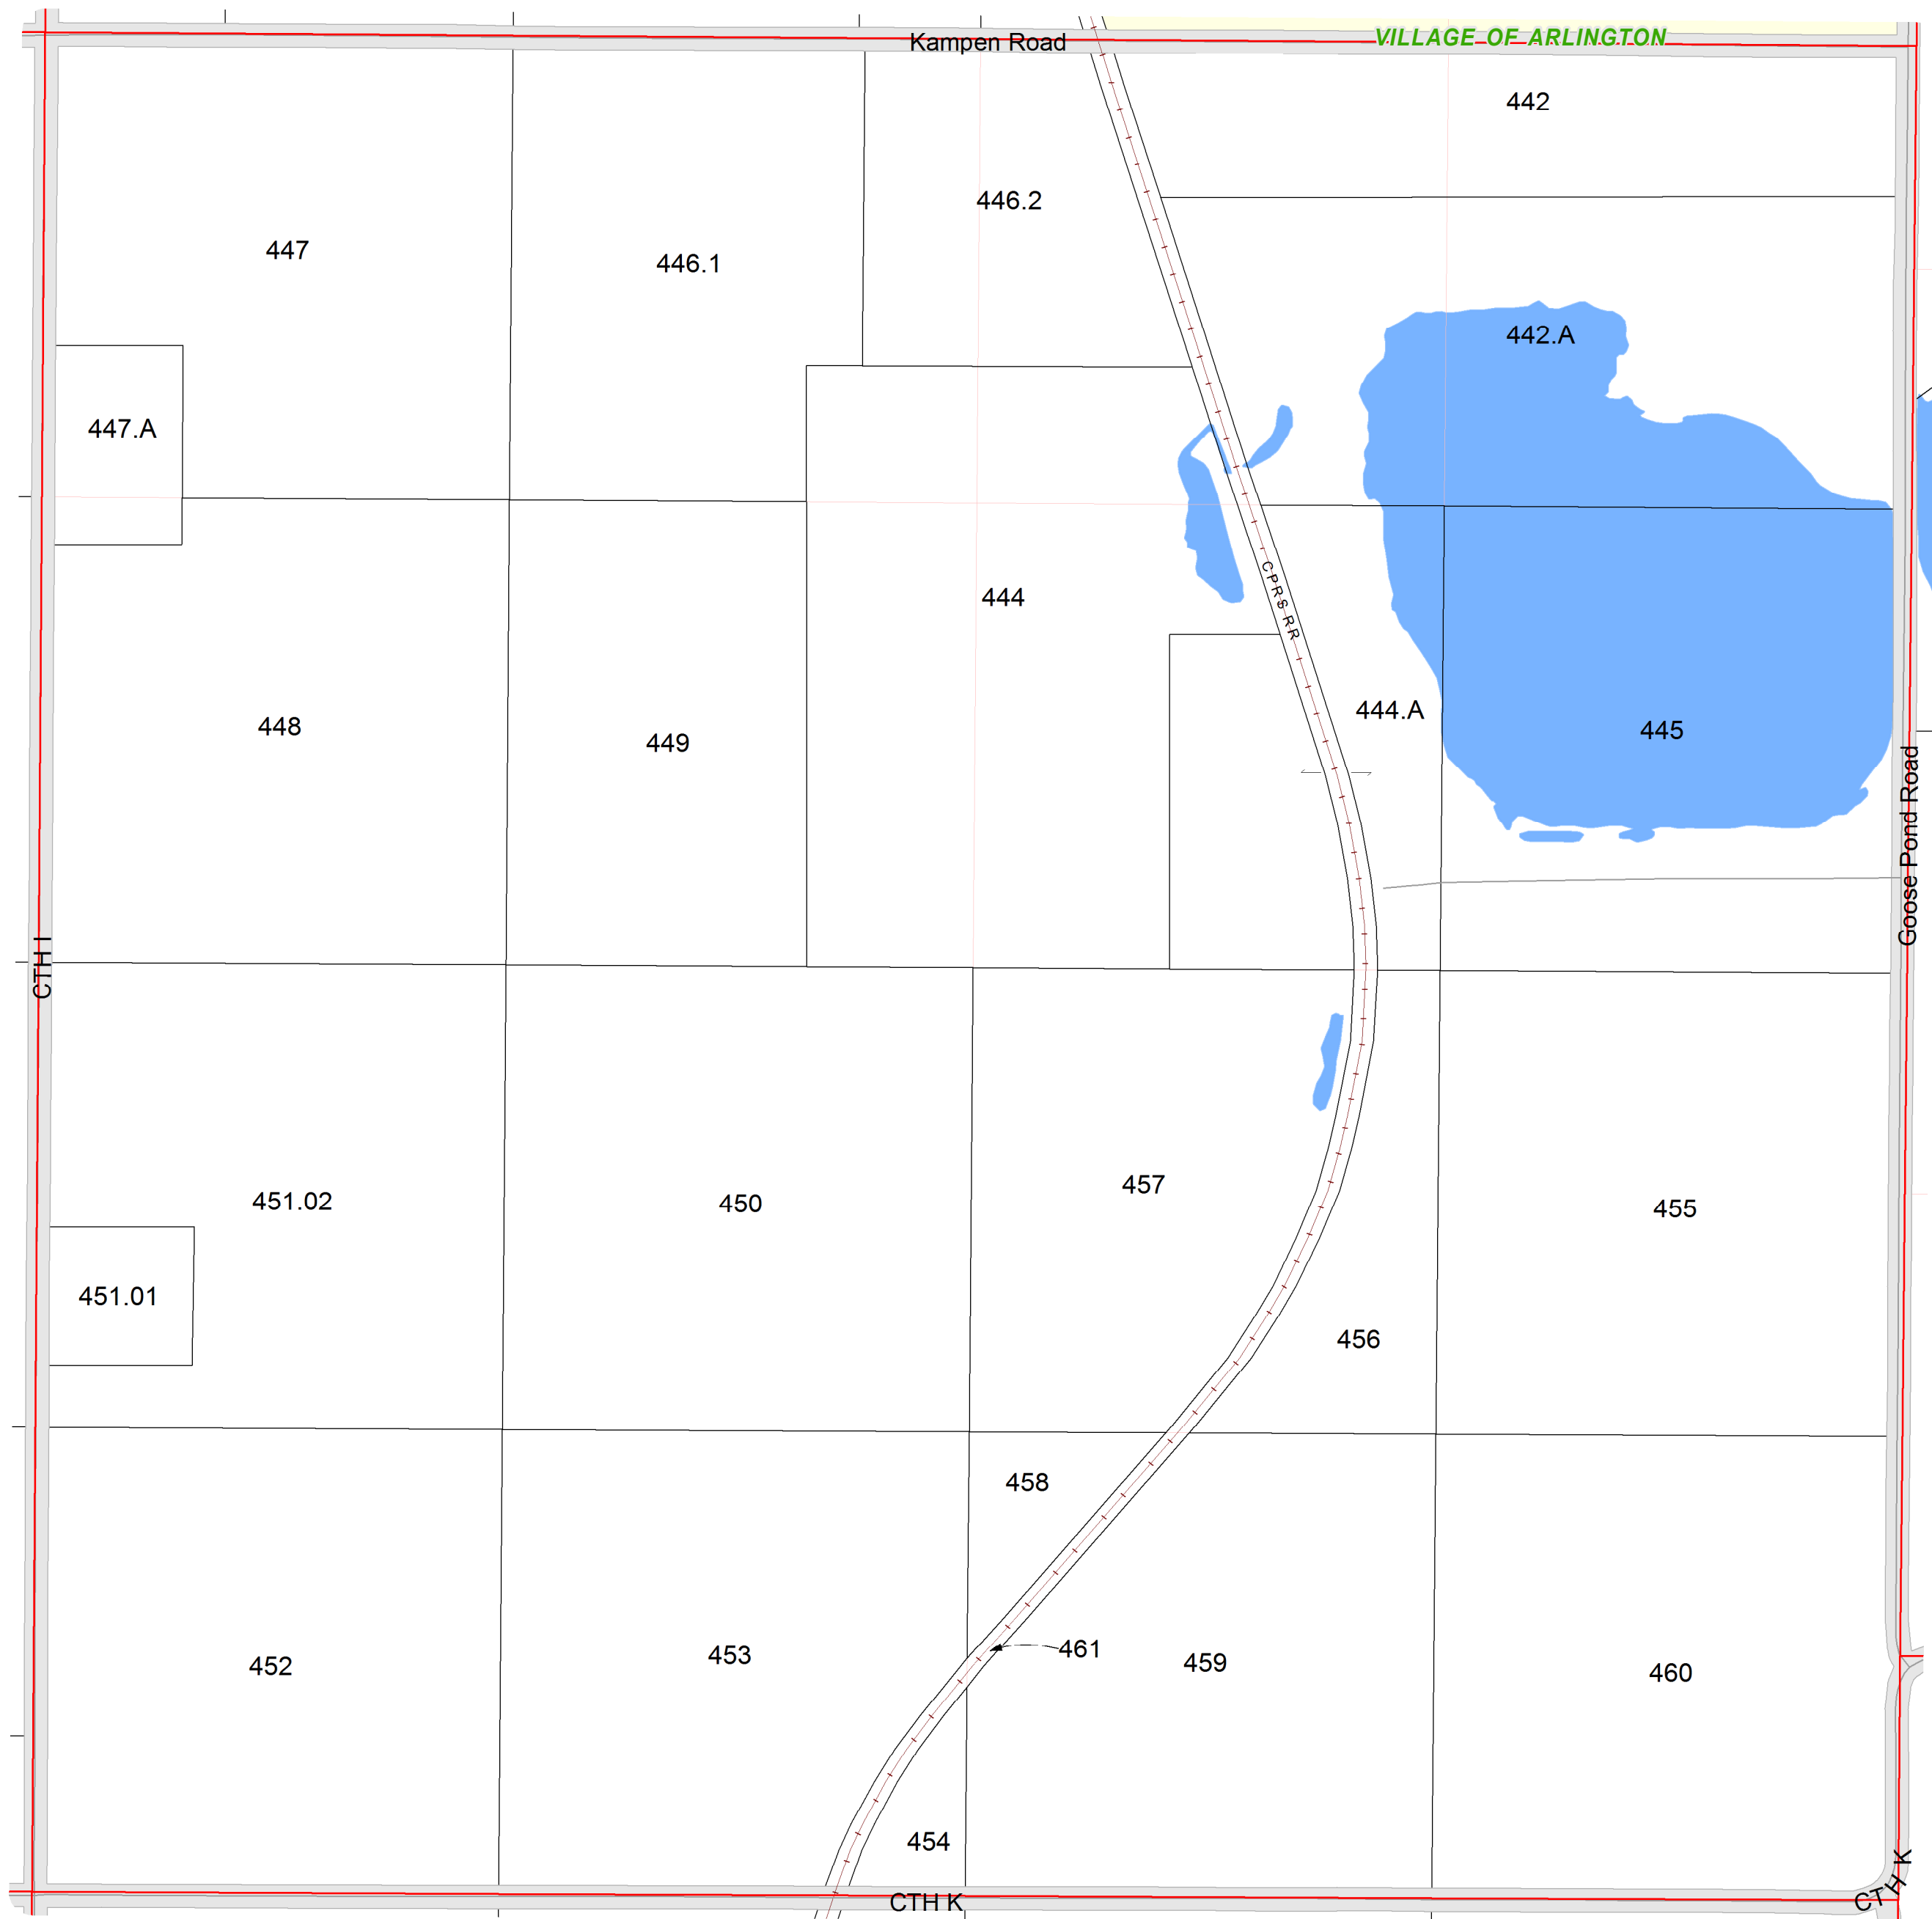 VILLAGE OF ARLINGTON
Kampen Road
442
446.2
447
446.1
442.A
447.A
CPRS RR
444
444.A
448
445
449
Goose Pond Road
CTH I
457
451.02
450
455
451.01
456
458
461
453
459
452
460
454
CTH K
CTH K